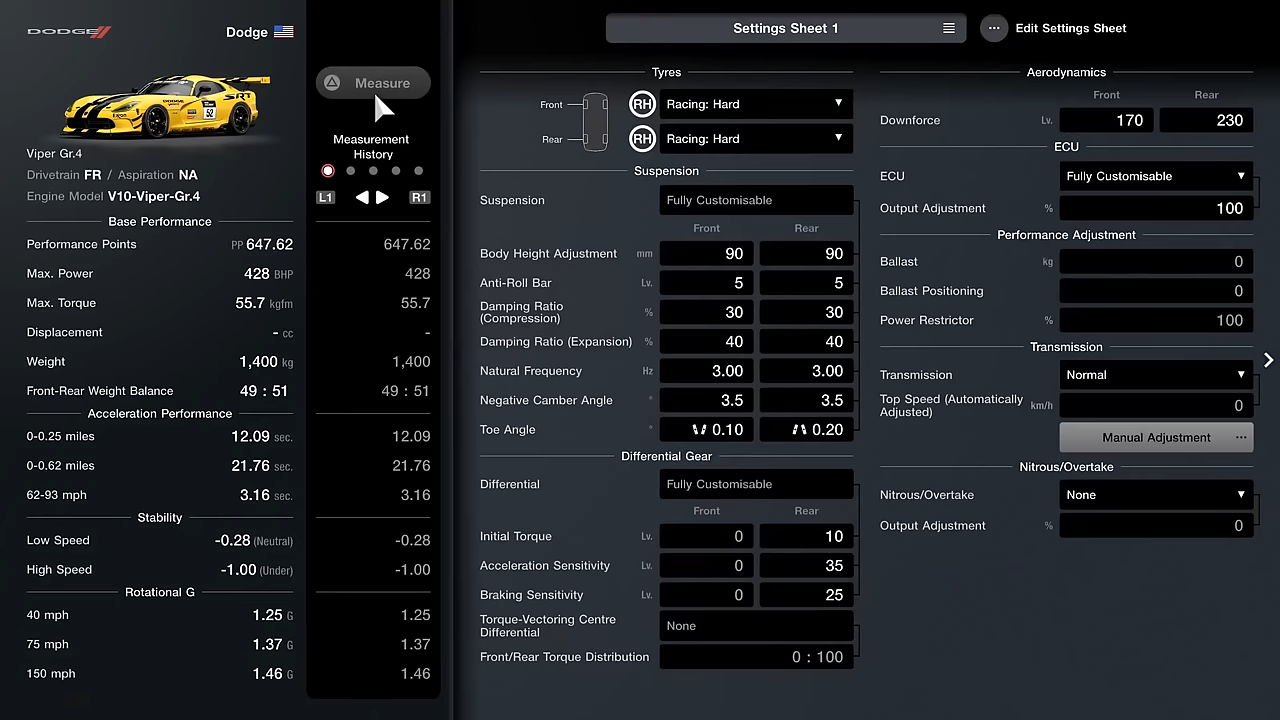 DODGE
Dodge
Viper Gr.4
Drivetrain FR / Aspiration NA
Engine Model V10-Viper-Gr.4
Base Performance
Performance Points PP 647.62
Max. Power 428 BHP
Max. Torque 55.7 kgfm
Displacement - cc
Weight 1,400 kg
Front-Rear Weight Balance 49 : 51
Acceleration Performance
0-0.25 miles 12.09 sec.
0-0.62 miles 21.76 sec.
62-93 mph 3.16 sec.
Stability
Low Speed -0.28 (Neutral)
High Speed -1.00 (Under)
Rotational G
40 mph 1.25 G
75 mph 1.37 G
150 mph 1.46 G
Measure
Measurement
History
L1 R1
647.62
428
55.7
-
1,400
49 : 51
12.09
21.76
3.16
-0.28
-1.00
1.25
1.37
1.46
Settings Sheet 1
Edit Settings Sheet
Tyres
Front RH Racing: Hard
Rear RH Racing: Hard
Suspension
Suspension Fully Customisable
Front Rear
Body Height Adjustment mm 90 90
Anti-Roll Bar Lv. 5 5
Damping Ratio
(Compression) % 30 30
Damping Ratio (Expansion) % 40 40
Natural Frequency Hz 3.00 3.00
Negative Camber Angle ° 3.5 3.5
Toe Angle ° 0.10 0.20
Differential Gear
Differential Fully Customisable
Front Rear
Initial Torque Lv. 0 10
Acceleration Sensitivity Lv. 0 35
Braking Sensitivity Lv. 0 25
Torque-Vectoring Centre
Differential None
Front/Rear Torque Distribution 0 : 100
Aerodynamics
Front Rear
Downforce Lv. 170 230
ECU
ECU Fully Customisable
Output Adjustment % 100
Performance Adjustment
Ballast kg 0
Ballast Positioning 0
Power Restrictor % 100
Transmission
Transmission Normal
Top Speed (Automatically
Adjusted) km/h 0
Manual Adjustment ...
Nitrous/Overtake
Nitrous/Overtake None
Output Adjustment % 0
SRT
52